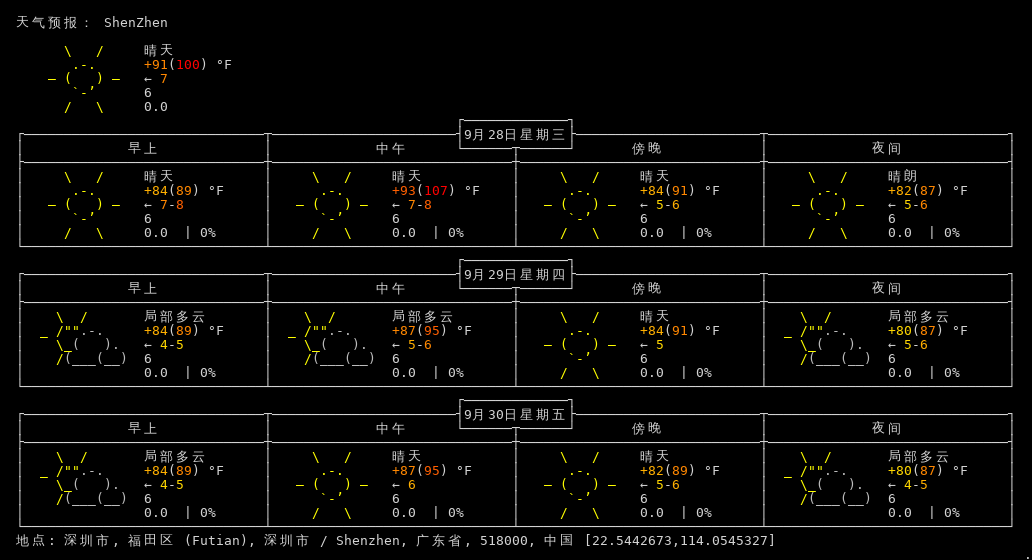 天气预报： ShenZhen
晴天
+91(100) °F
← 7
6
0.0
9月28日星期三
早上 中午 傍晚 夜间
晴天 晴天 晴天 晴朗
+84(89) °F +93(107) °F +84(91) °F +82(87) °F
← 7-8 ← 7-8 ← 5-6 ← 5-6
6 6 6 6
0.0 | 0% 0.0 | 0% 0.0 | 0% 0.0 | 0%
9月29日星期四
早上 中午 傍晚 夜间
局部多云 局部多云 晴天 局部多云
+84(89) °F +87(95) °F +84(91) °F +80(87) °F
← 4-5 ← 5-6 ← 5 ← 5-6
6 6 6 6
0.0 | 0% 0.0 | 0% 0.0 | 0% 0.0 | 0%
9月30日星期五
早上 中午 傍晚 夜间
局部多云 晴天 晴天 局部多云
+84(89) °F +87(95) °F +82(89) °F +80(87) °F
← 4-5 ← 6 ← 5-6 ← 4-5
6 6 6 6
0.0 | 0% 0.0 | 0% 0.0 | 0% 0.0 | 0%
地点: 深圳市, 福田区 (Futian), 深圳市 / Shenzhen, 广东省, 518000, 中国 [22.5442673,114.0545327]